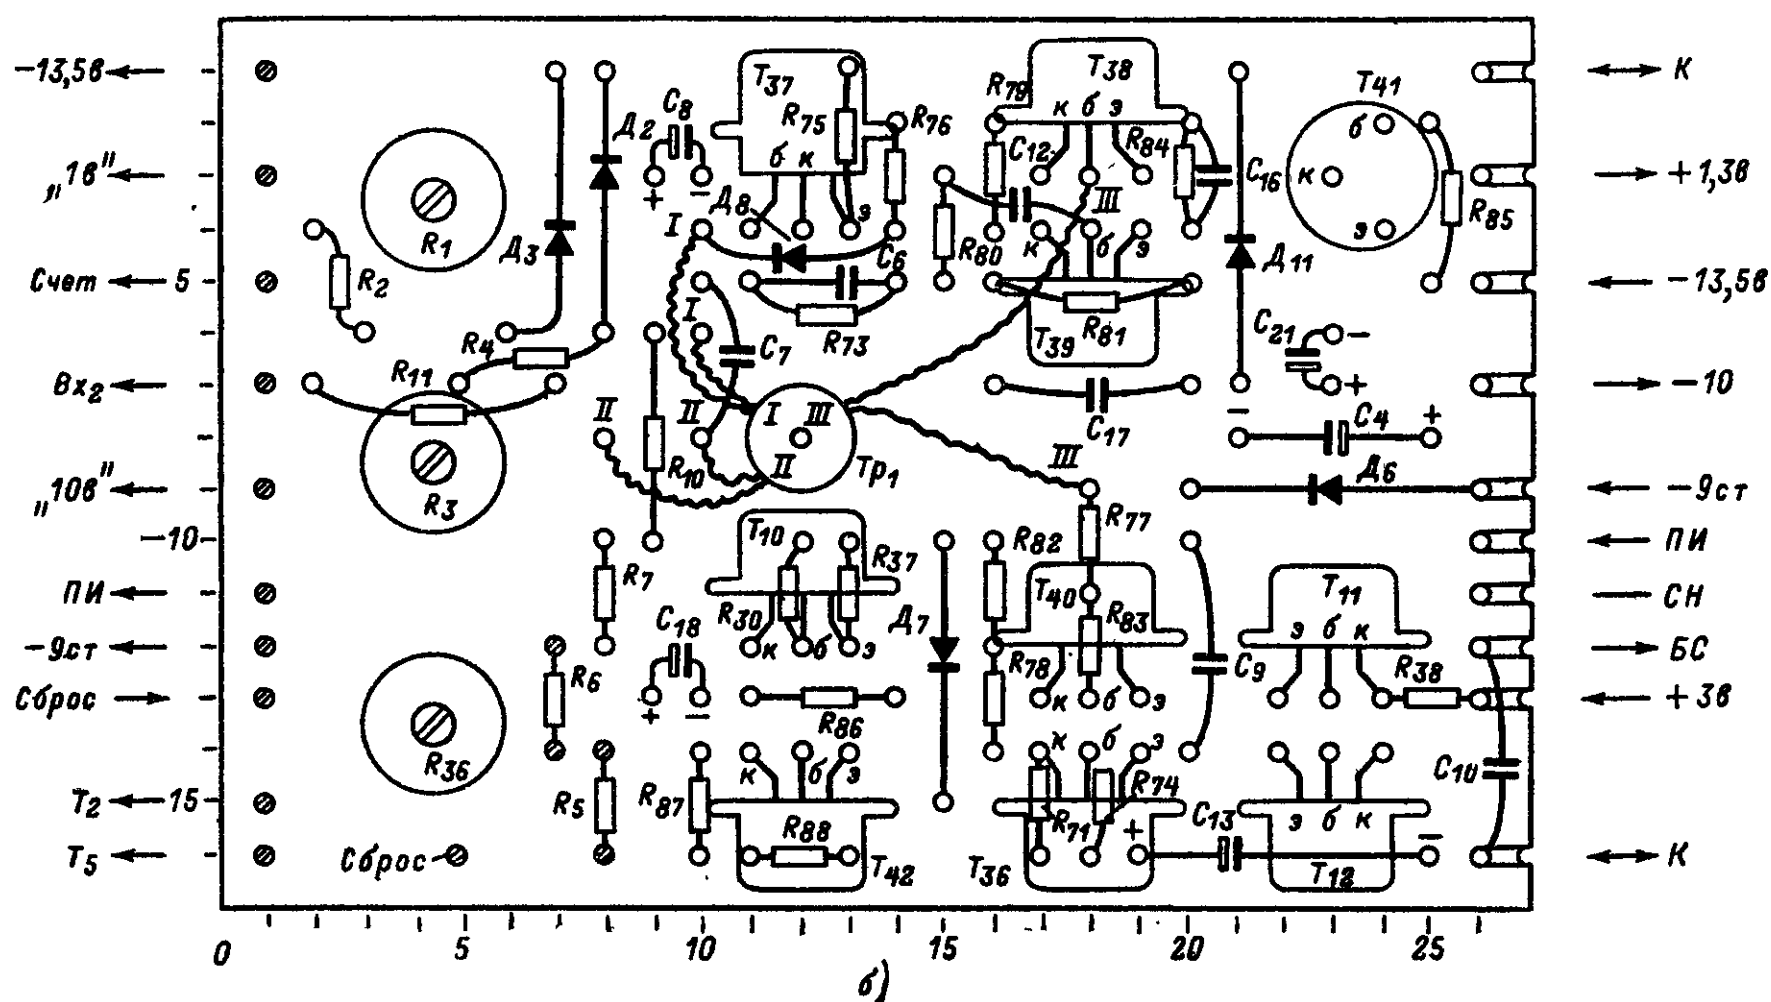 −13,5в
„1в"
Счет 5
Вх2
„10в"
−10
ПИ
−9ст
Сброс
Т2 15
Т5
К
+1,3в
−13,5в
−10
−9ст
ПИ
СН
БС
+3в
К
R1
R2
Д3
Д2
R4
R11
R3
C8
+ −
Т37
R75
б к э
R76
Д8
I
C6
R73
I
C7
II II
R10
I III
II
Тр1
R79
Т38
к б э
C12
R84
C16
III
R80
к б э
R81
Т39
C17
III
Д11
Т41
б
к
э
R85
C21
−
+
− C4 +
Д6
R77
R7
Т10
R37
R30
к б э
C18
+ −
R6
R86
Д7
R82
Т40
R83
R78
к б э
C9
Т11
э б к
R38
C10
R36
R5
R87
к б э
R88
Т42
Сброс
к б э
R74
R71
Т36
+ C13 −
э б к
Т12
0 5 10 15 20 25
б)